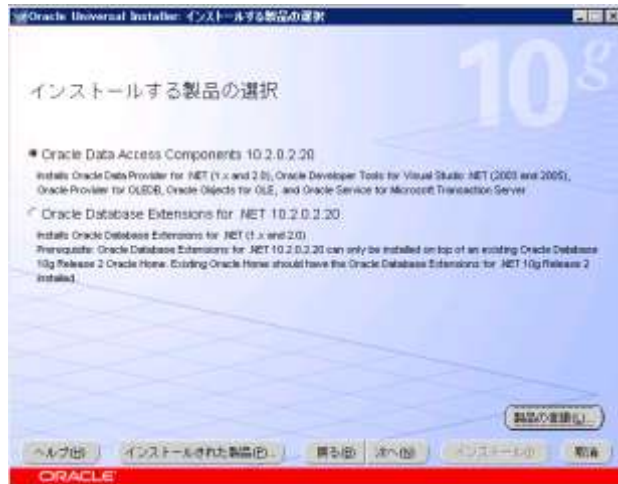 Oracle Universal Installer: インストールする製品の選択
10g
インストールする製品の選択
Oracle Data Access Components 10.2.0.2.20
Installs Oracle Data Provider for .NET (1.x and 2.0), Oracle Developer Tools for Visual Studio .NET (2003 and 2005),
Oracle Provider for OLEDB, Oracle Objects for OLE, and Oracle Service for Microsoft Transaction Server
Oracle Database Extensions for .NET 10.2.0.2.20
Installs Oracle Database Extensions for .NET (1.x and 2.0)
Prerequisite: Oracle Database Extensions for .NET 10.2.0.2.20 can only be installed on top of an existing Oracle Database
10g Release 2 Oracle Home. Existing Oracle Home should have the Oracle Database Extensions for .NET 10g Release 2
installed.
製品の言語(L)...
ヘルプ(H) インストールされた製品(P)... 戻る(B) 次へ(N) インストール(I) 取消
ORACLE